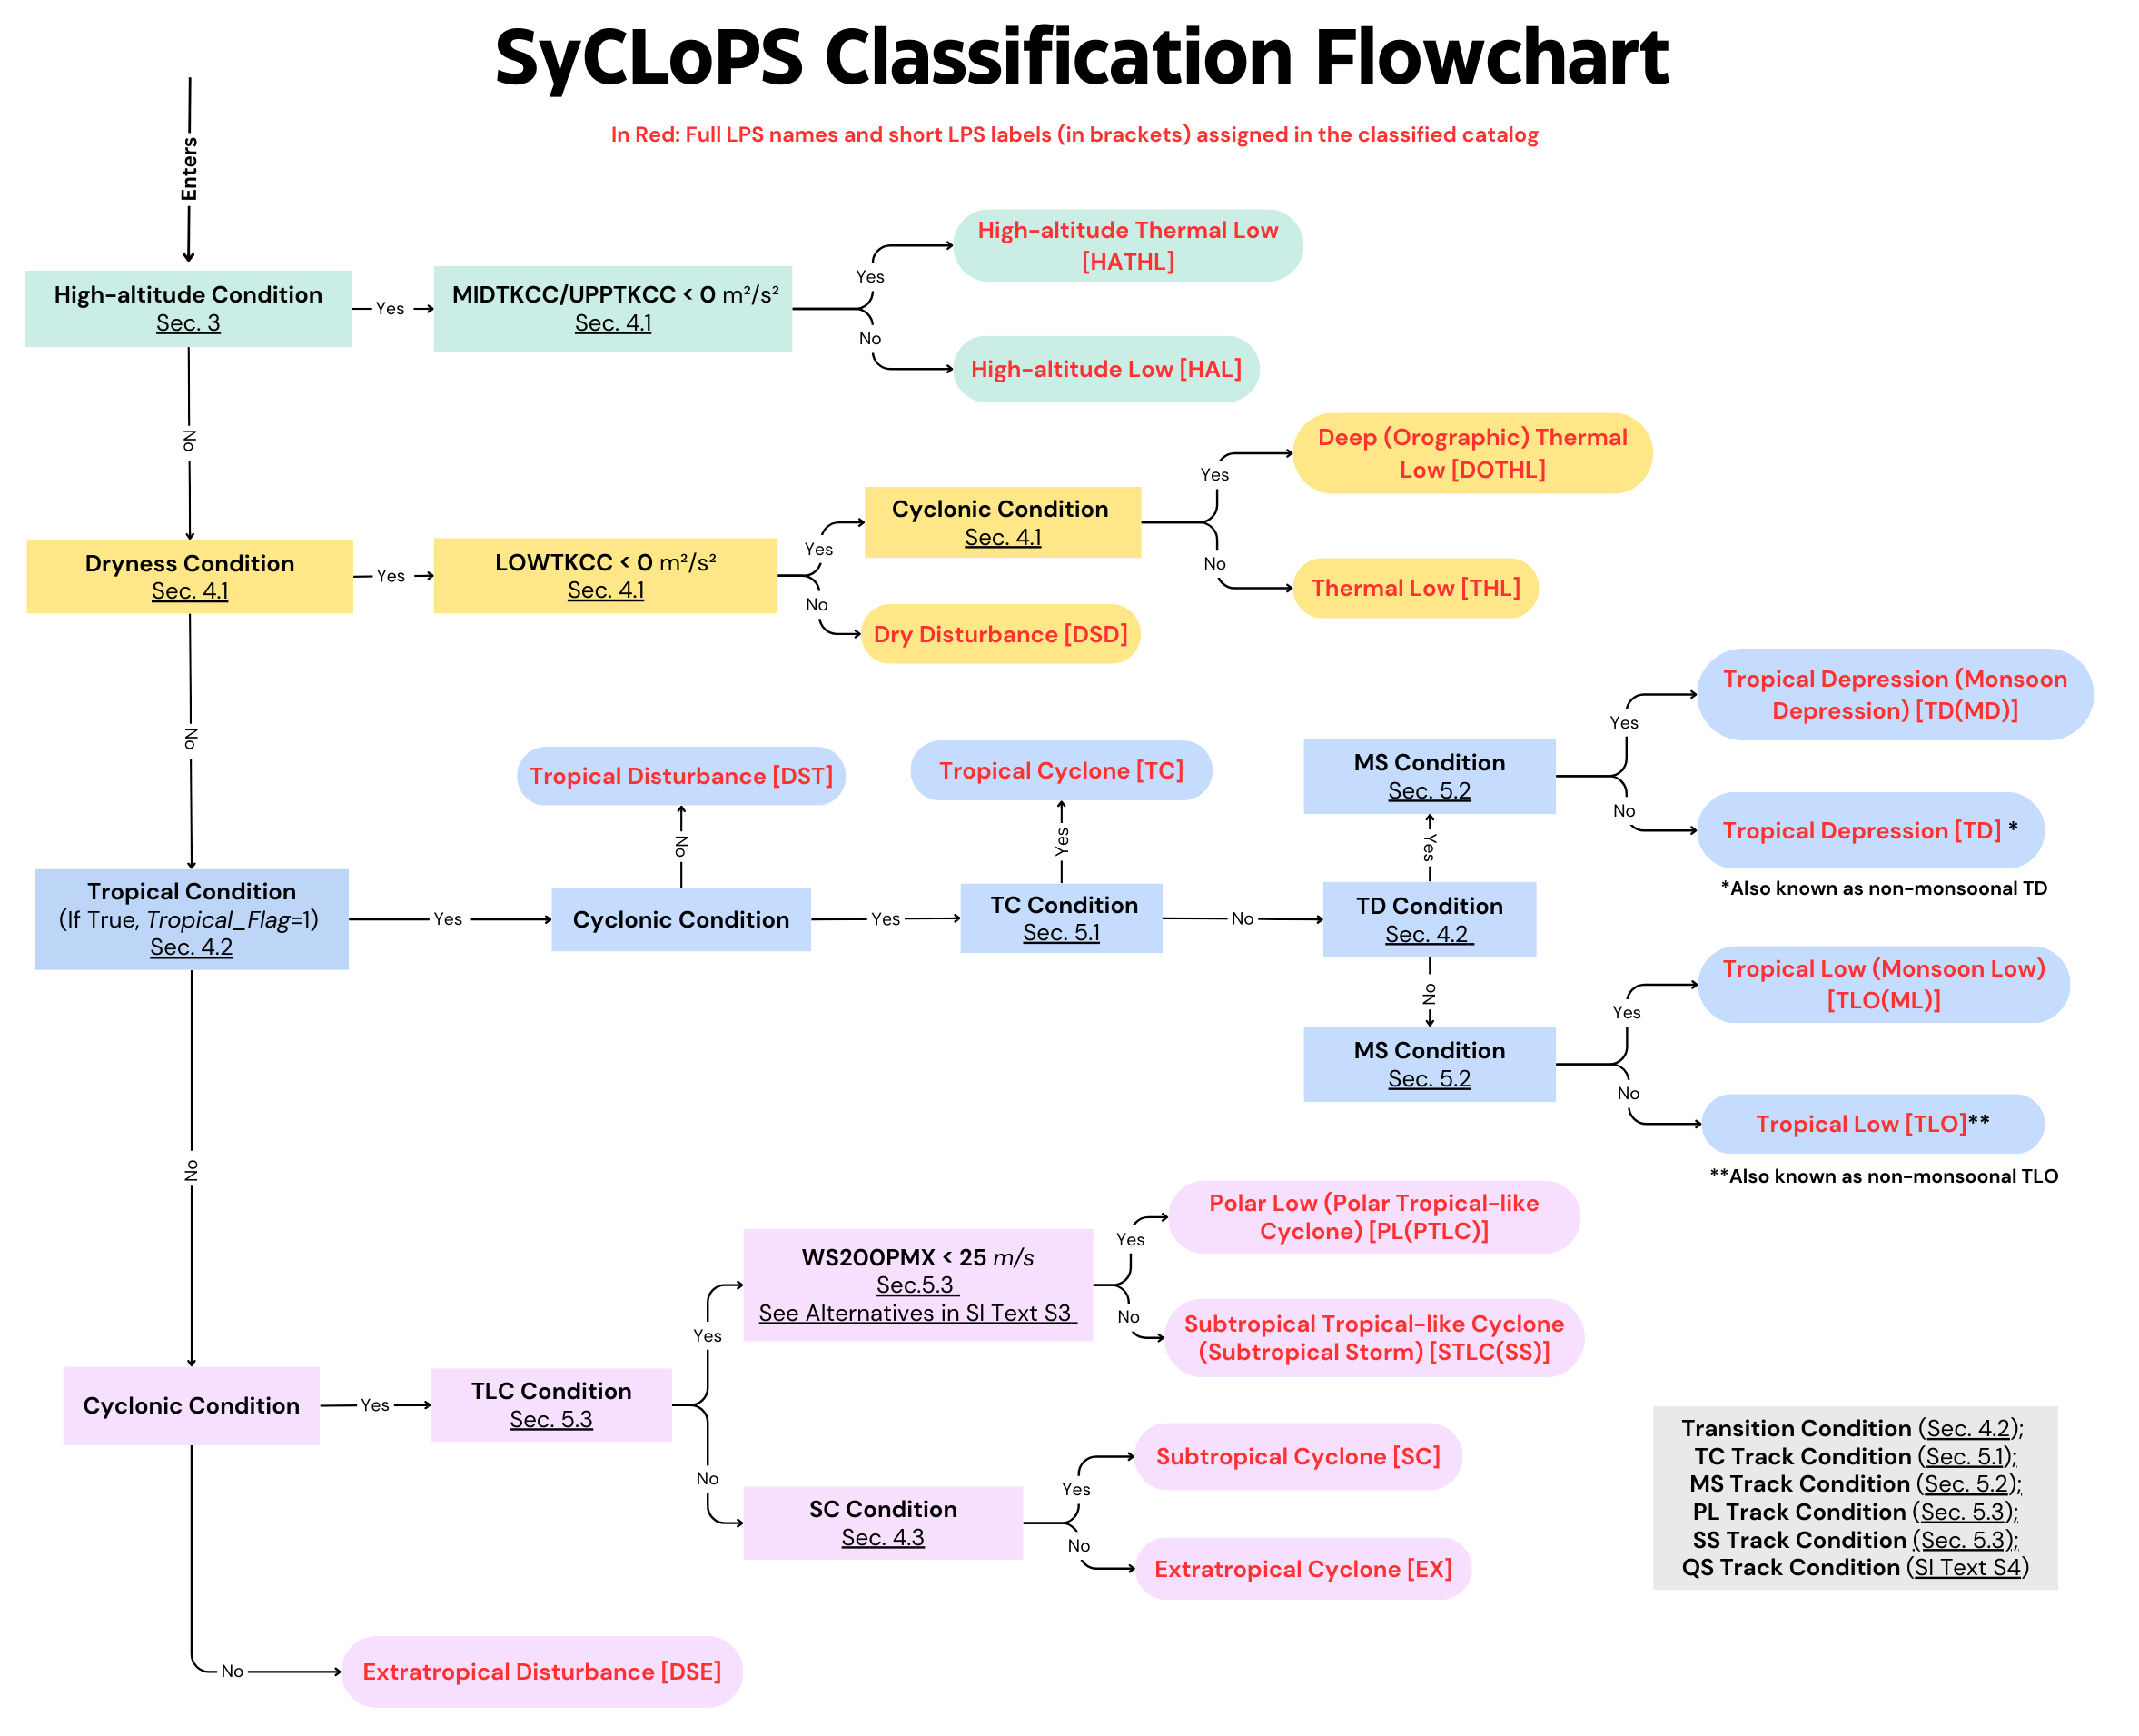 SyCLoPS Classification Flowchart
In Red: Full LPS names and short LPS labels (in brackets) assigned in the classified catalog
Enters
High-altitude Condition
Sec. 3
Yes
MIDTKCC/UPPTKCC < 0 m²/s²
Sec. 4.1
Yes
High-altitude Thermal Low
[HATHL]
No
High-altitude Low [HAL]
No
Dryness Condition
Sec. 4.1
Yes
LOWTKCC < 0 m²/s²
Sec. 4.1
Yes
Cyclonic Condition
Sec. 4.1
Yes
Deep (Orographic) Thermal
Low [DOTHL]
No
Thermal Low [THL]
No
Dry Disturbance [DSD]
No
Tropical Condition
(If True, Tropical_Flag=1)
Sec. 4.2
Yes
Cyclonic Condition
No
Tropical Disturbance [DST]
Yes
TC Condition
Sec. 5.1
Yes
Tropical Cyclone [TC]
No
TD Condition
Sec. 4.2
Yes
MS Condition
Sec. 5.2
Yes
Tropical Depression (Monsoon
Depression) [TD(MD)]
No
Tropical Depression [TD] *
*Also known as non-monsoonal TD
No
MS Condition
Sec. 5.2
Yes
Tropical Low (Monsoon Low)
[TLO(ML)]
No
Tropical Low [TLO]**
**Also known as non-monsoonal TLO
No
Cyclonic Condition
Yes
TLC Condition
Sec. 5.3
Yes
WS200PMX < 25 m/s
Sec.5.3
See Alternatives in SI Text S3
Yes
Polar Low (Polar Tropical-like
Cyclone) [PL(PTLC)]
No
Subtropical Tropical-like Cyclone
(Subtropical Storm) [STLC(SS)]
No
SC Condition
Sec. 4.3
Yes
Subtropical Cyclone [SC]
No
Extratropical Cyclone [EX]
No
Extratropical Disturbance [DSE]
Transition Condition (Sec. 4.2);
TC Track Condition (Sec. 5.1);
MS Track Condition (Sec. 5.2);
PL Track Condition (Sec. 5.3);
SS Track Condition (Sec. 5.3);
QS Track Condition (SI Text S4)